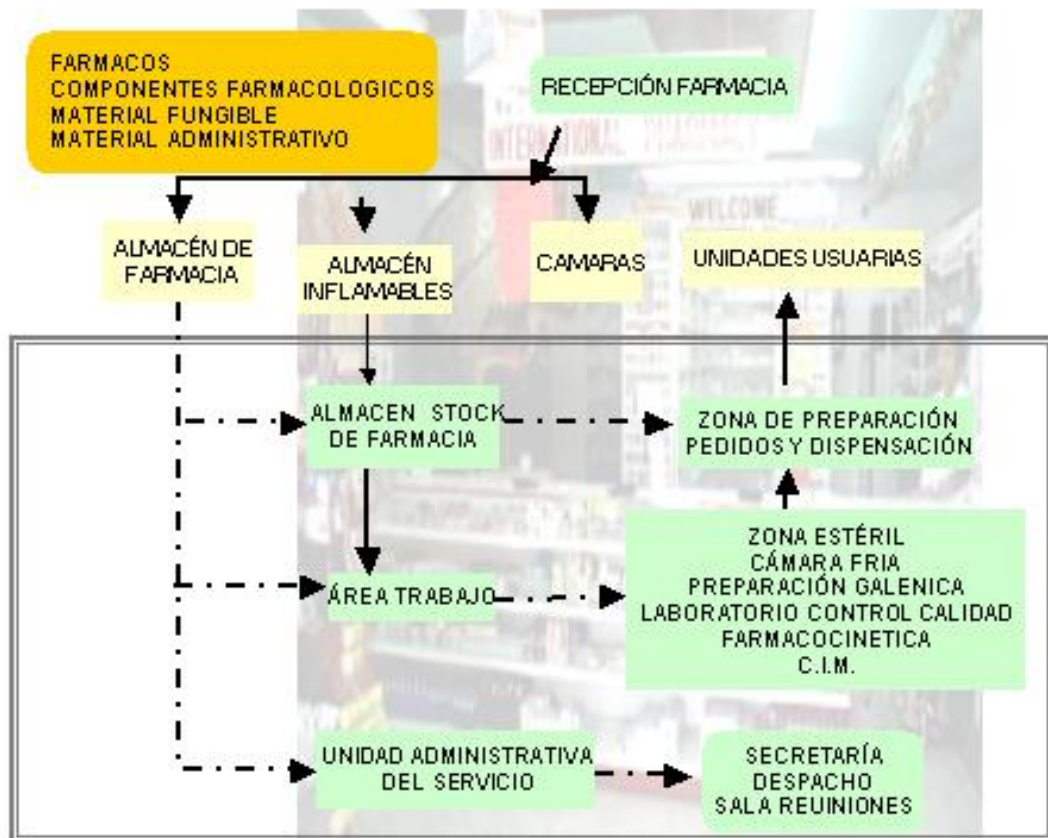 FARMACOS
COMPONENTES FARMACOLOGICOS
MATERIAL FUNGIBLE
MATERIAL ADMINISTRATIVO
RECEPCIÓN FARMACIA
INTERNATIONAL PHARMACY
WELCOME
ALMACÉN DE
FARMACIA
ALMACÉN
INFLAMABLES
CAMARAS
UNIDADES USUARIAS
ALMACEN STOCK
DE FARMACIA
ZONA DE PREPARACIÓN
PEDIDOS Y DISPENSACIÓN
ÁREA TRABAJO
ZONA ESTÉRIL
CÁMARA FRIA
PREPARACIÓN GALENICA
LABORATORIO CONTROL CALIDAD
FARMACOCINETICA
C.I.M.
UNIDAD ADMINISTRATIVA
DEL SERVICIO
SECRETARÍA
DESPACHO
SALA REUINIONES